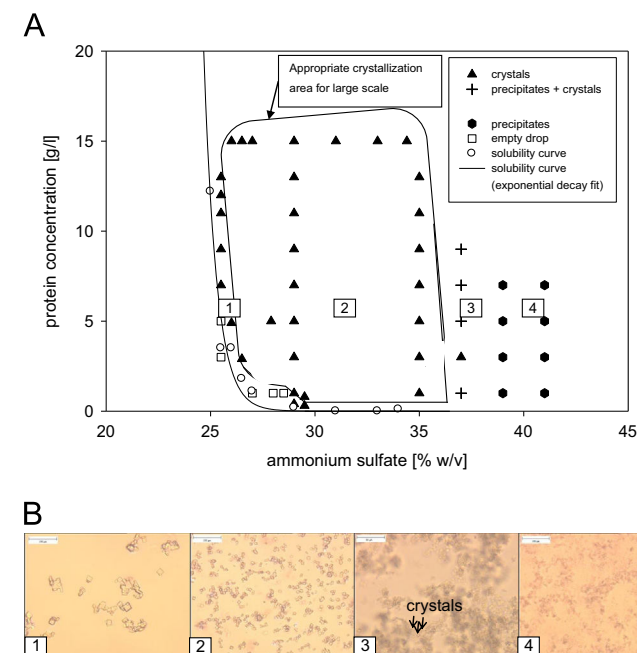 A
20
15
10
5
0
20
25
30
35
40
45
protein concentration [g/l]
ammonium sulfate [% w/v]
Appropriate crystallization
area for large scale
crystals
precipitates + crystals
precipitates
empty drop
solubility curve
solubility curve
(exponential decay fit)
1
2
3
4
B
crystals
1
2
3
4